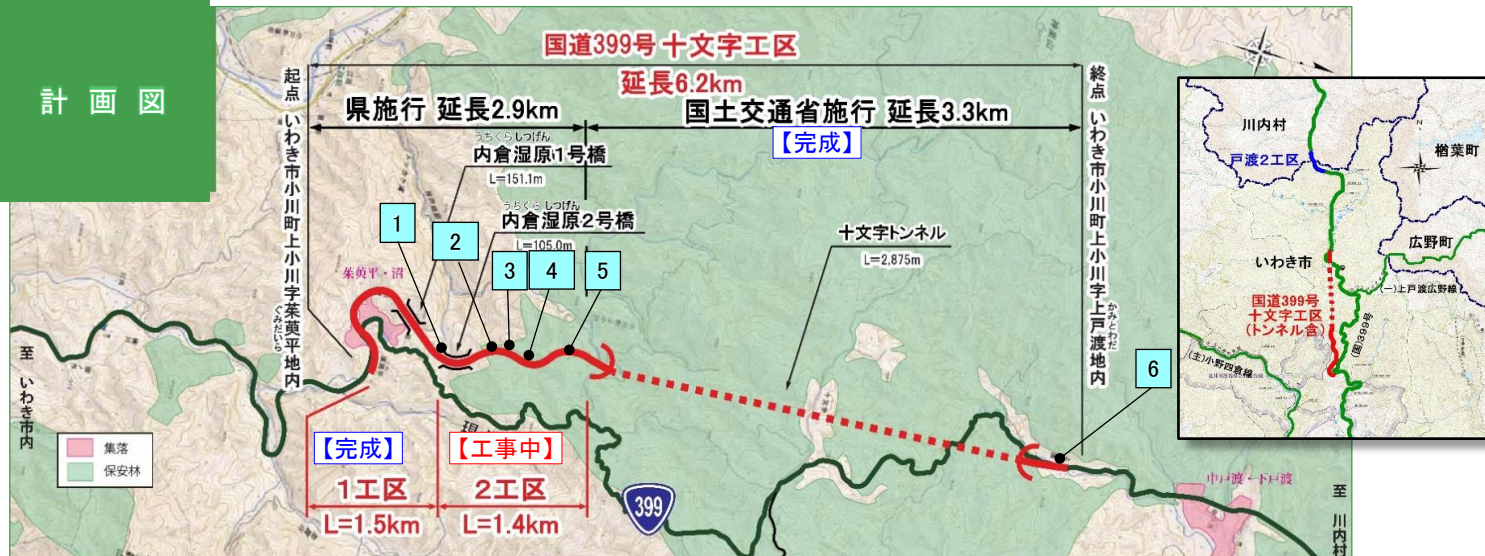 計画図
国道399号 十文字工区
延長6.2km
県施行 延長2.9km
国土交通省施行 延長3.3km
【完成】
起点 いわき市小川町上小川字茱萸平地内
ぐみだいら
終点 いわき市小川町上小川字上戸渡地内
かみとわだ
うちくらしつげん
内倉湿原1号橋
L=151.1m
うちくらしつげん
内倉湿原2号橋
L=105.0m
十文字トンネル
L=2,875m
1
2
3
4
5
6
茱萸平・沼
至 いわき市内
集落
保安林
【完成】
【工事中】
1工区
L=1.5km
2工区
L=1.4km
399
中戸渡・下戸渡
至 川内村
川内村
戸渡2工区
楢葉町
広野町
いわき市
(一)上戸渡広野線
国道399号
十文字工区
(トンネル含)
(国)399号
(主)小野四倉線
N